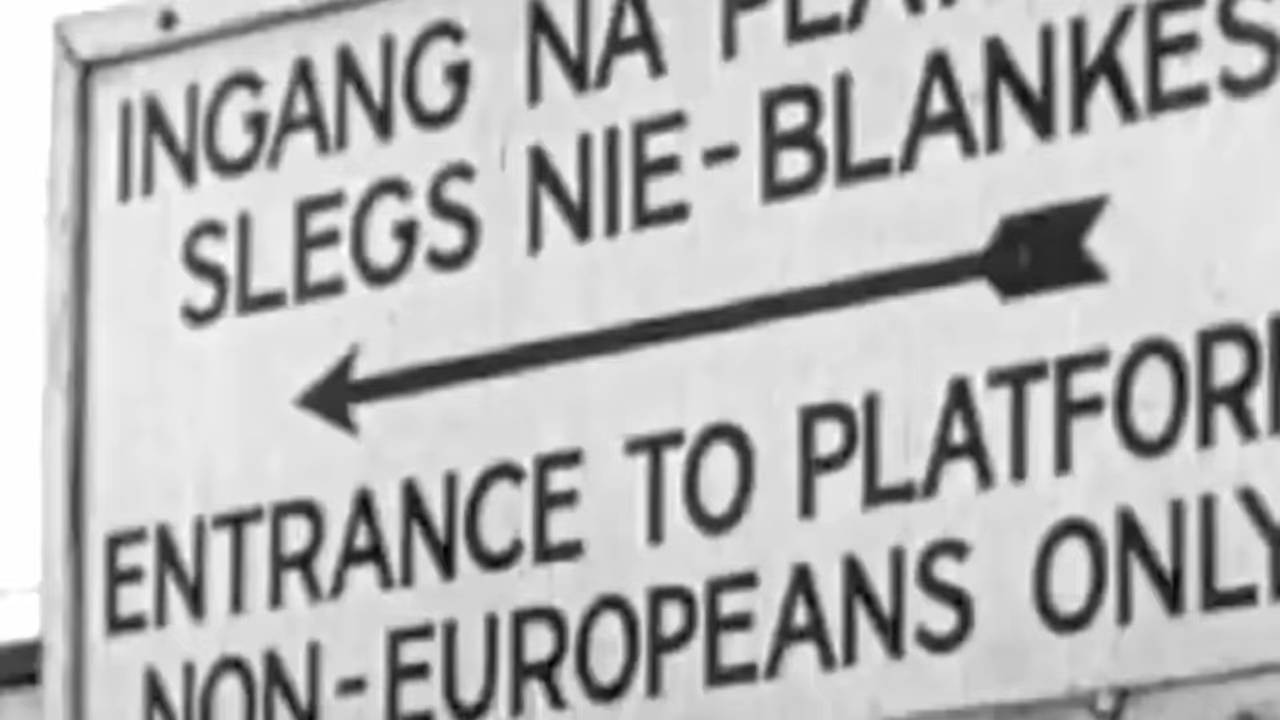 INGANG NA
SLEGS NIE-BLANKES
ENTRANCE TO PLATFOR
NON-EUROPEANS ONLY